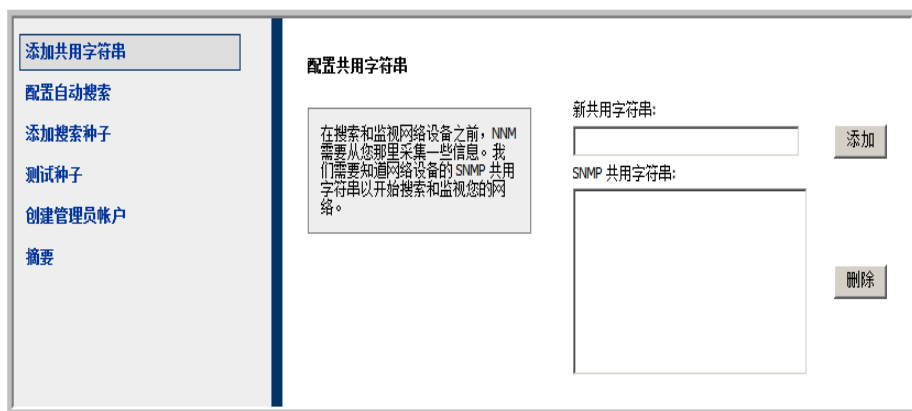 添加共用字符串
配置自动搜索
添加搜索种子
测试种子
创建管理员帐户
摘要
配置共用字符串
在搜索和监视网络设备之前，NNM
需要从您那里采集一些信息。我
们需要知道网络设备的 SNMP 共用
字符串以开始搜索和监视您的网
络。
新共用字符串:
添加
SNMP 共用字符串:
删除